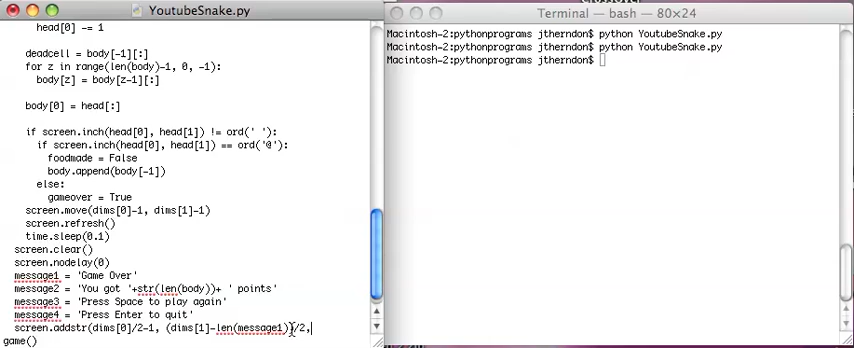 YoutubeSnake.py
head[0] -= 1
deadcell = body[-1][:]
for z in range(len(body)-1, 0, -1):
body[z] = body[z-1][:]
body[0] = head[:]
if screen.inch(head[0], head[1]) != ord(' '):
if screen.inch(head[0], head[1]) == ord('@'):
foodmade = False
body.append(body[-1])
else:
gameover = True
screen.move(dims[0]-1, dims[1]-1)
screen.refresh()
time.sleep(0.1)
screen.clear()
screen.nodelay(0)
message1 = 'Game Over'
message2 = 'You got '+str(len(body))+ ' points'
message3 = 'Press Space to play again'
message4 = 'Press Enter to quit'
screen.addstr(dims[0]/2-1, (dims[1]-len(message1))/2,
game()
Terminal — bash — 80×24
Macintosh-2:pythonprograms jtherndon$ python YoutubeSnake.py
Macintosh-2:pythonprograms jtherndon$ python YoutubeSnake.py
Macintosh-2:pythonprograms jtherndon$